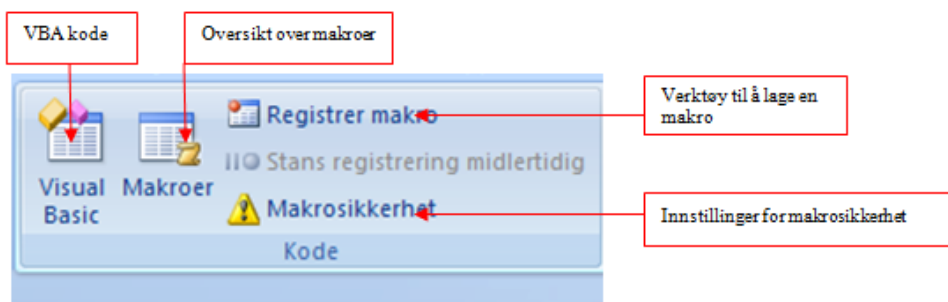 VBA kode
Oversikt over makroer
Verktøy til å lage en
makro
Registrer makro
Stans registrering midlertidig
Visual
Basic
Makroer
Makrosikkerhet
Innstillinger for makrosikkerhet
Kode